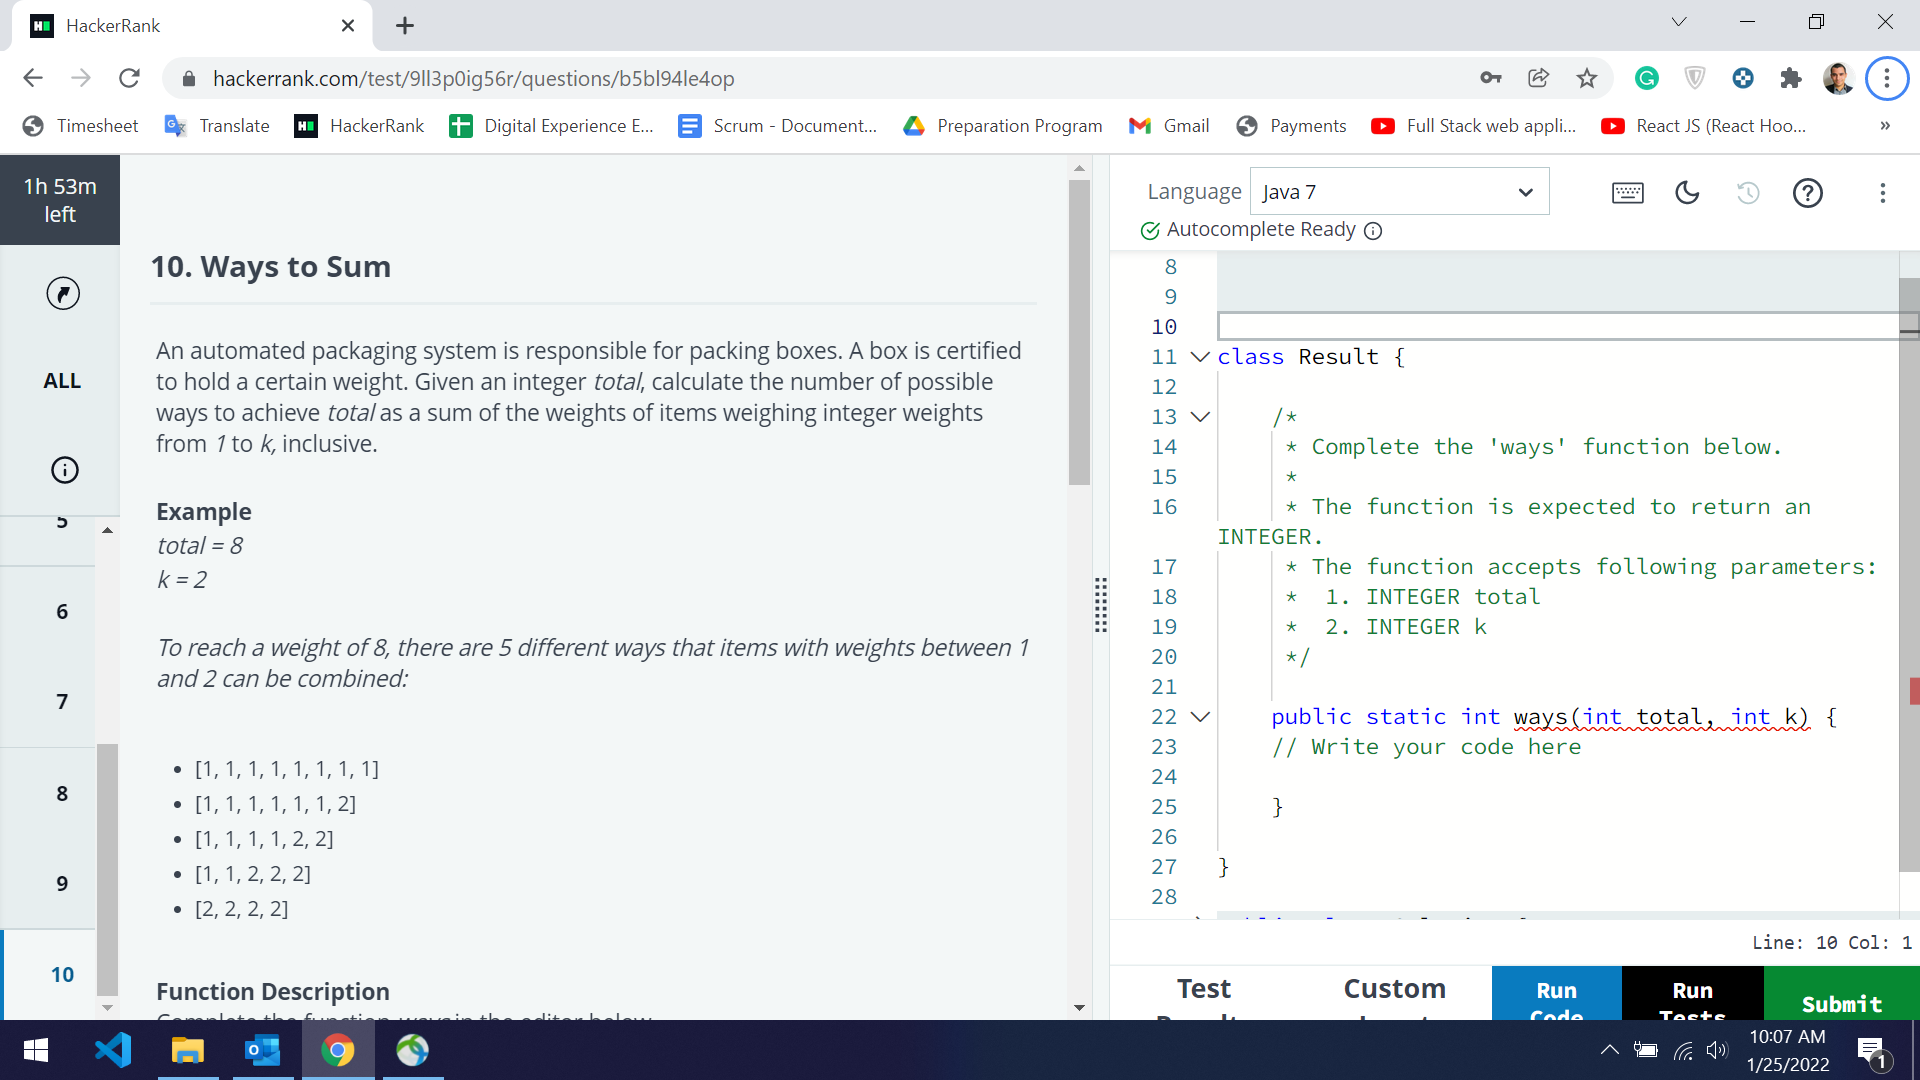 HackerRank
hackerrank.com/test/9ll3p0ig56r/questions/b5bl94le4op
Timesheet Translate HackerRank Digital Experience E... Scrum - Document... Preparation Program Gmail Payments Full Stack web appli... React JS (React Hoo... »
1h 53m
left
ALL
5
6
7
8
9
10
10. Ways to Sum
An automated packaging system is responsible for packing boxes. A box is certified
to hold a certain weight. Given an integer total, calculate the number of possible
ways to achieve total as a sum of the weights of items weighing integer weights
from 1 to k, inclusive.
Example
total = 8
k = 2
To reach a weight of 8, there are 5 different ways that items with weights between 1
and 2 can be combined:
• [1, 1, 1, 1, 1, 1, 1, 1]
• [1, 1, 1, 1, 1, 1, 2]
• [1, 1, 1, 1, 2, 2]
• [1, 1, 2, 2, 2]
• [2, 2, 2, 2]
Function Description
Complete the function ways in the editor below.
Language Java 7
Autocomplete Ready
8
9
10
11 class Result {
12
13 /*
14 * Complete the 'ways' function below.
15 *
16 * The function is expected to return an
INTEGER.
17 * The function accepts following parameters:
18 * 1. INTEGER total
19 * 2. INTEGER k
20 */
21
22 public static int ways(int total, int k) {
23 // Write your code here
24
25 }
26
27 }
28
Line: 10 Col: 1
Test
Custom
Run
Code
Run
Tests
Submit
10:07 AM
1/25/2022
1